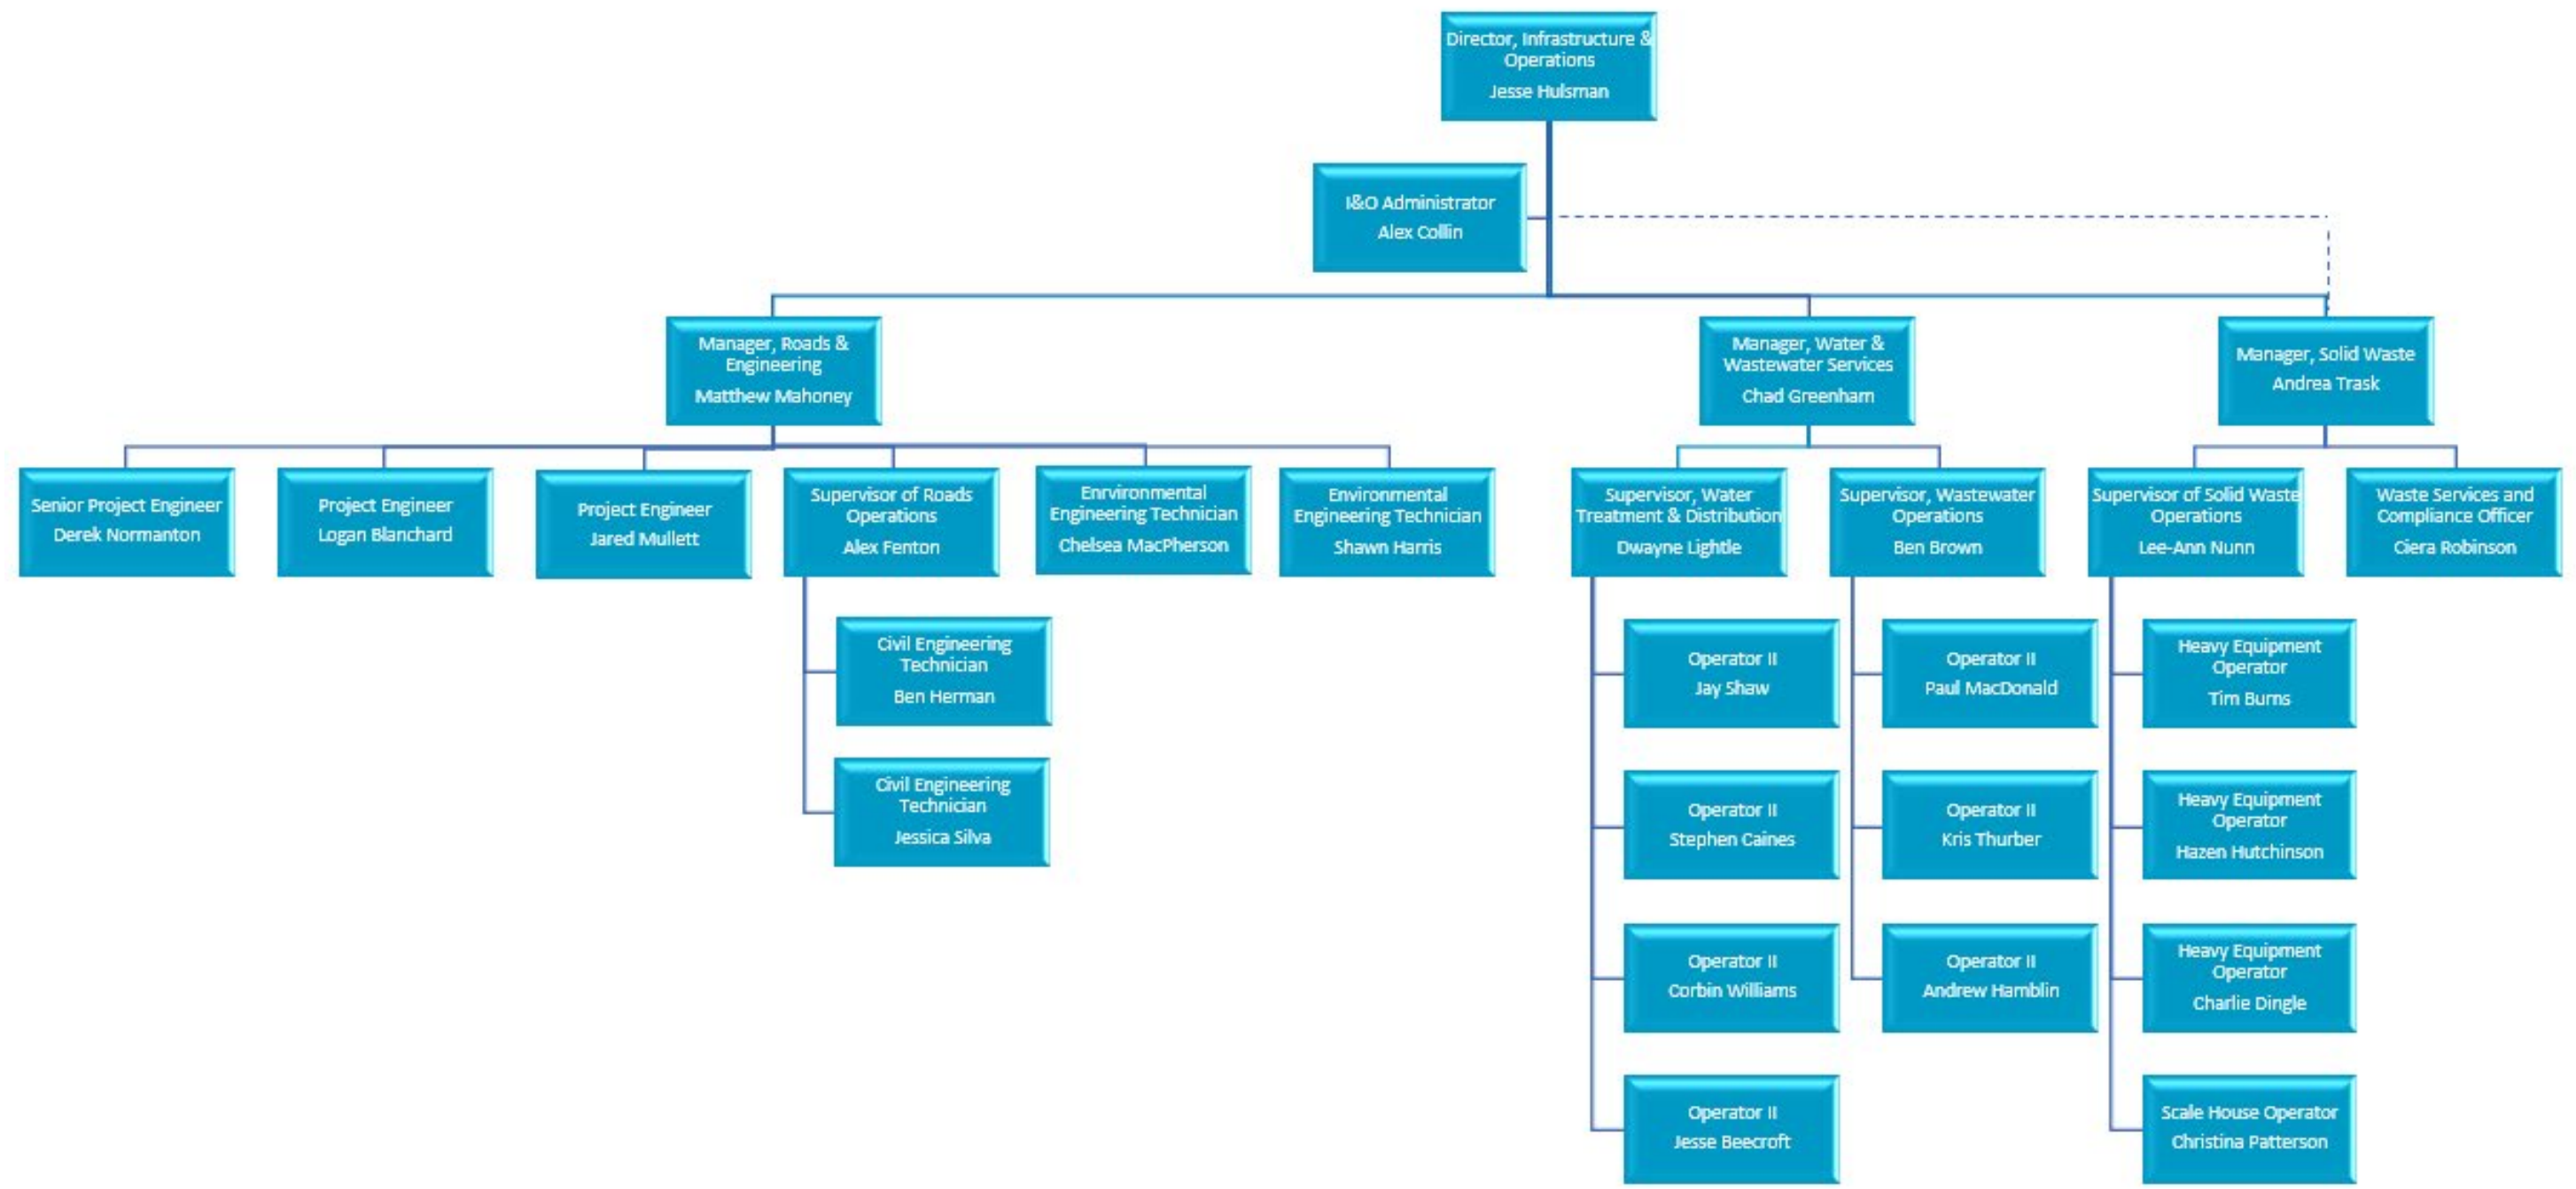 Director, Infrastructure &
Operations
Jesse Hulsman
I&O Administrator
Alex Collin
Manager, Roads &
Engineering
Matthew Mahoney
Manager, Water &
Wastewater Services
Chad Greenham
Manager, Solid Waste
Andrea Trask
Senior Project Engineer
Derek Normanton
Project Engineer
Logan Blanchard
Project Engineer
Jared Mullett
Supervisor of Roads
Operations
Alex Fenton
Enrvironmental
Engineering Technician
Chelsea MacPherson
Environmental
Engineering Technician
Shawn Harris
Supervisor, Water
Treatment & Distribution
Dwayne Lightle
Supervisor, Wastewater
Operations
Ben Brown
Supervisor of Solid Waste
Operations
Lee-Ann Nunn
Waste Services and
Compliance Officer
Ciera Robinson
Civil Engineering
Technician
Ben Herman
Civil Engineering
Technician
Jessica Silva
Operator II
Jay Shaw
Operator II
Stephen Caines
Operator II
Corbin Williams
Operator II
Jesse Beecroft
Operator II
Paul MacDonald
Operator II
Kris Thurber
Operator II
Andrew Hamblin
Heavy Equipment
Operator
Tim Burns
Heavy Equipment
Operator
Hazen Hutchinson
Heavy Equipment
Operator
Charlie Dingle
Scale House Operator
Christina Patterson